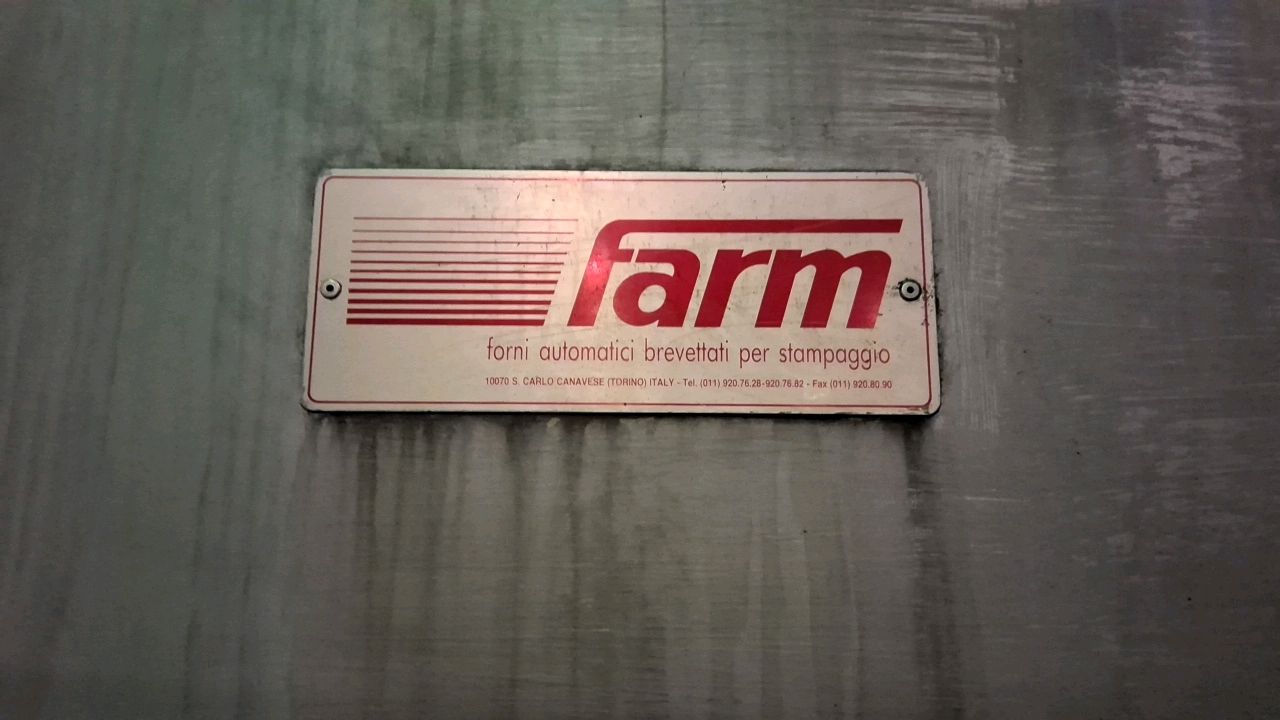 farm
forni automatici brevettati per stampaggio
10070 S. CARLO CANAVESE (TORINO) ITALY - Tel. (011) 920.76.28-920.76.82 - Fax (011) 920.80.90